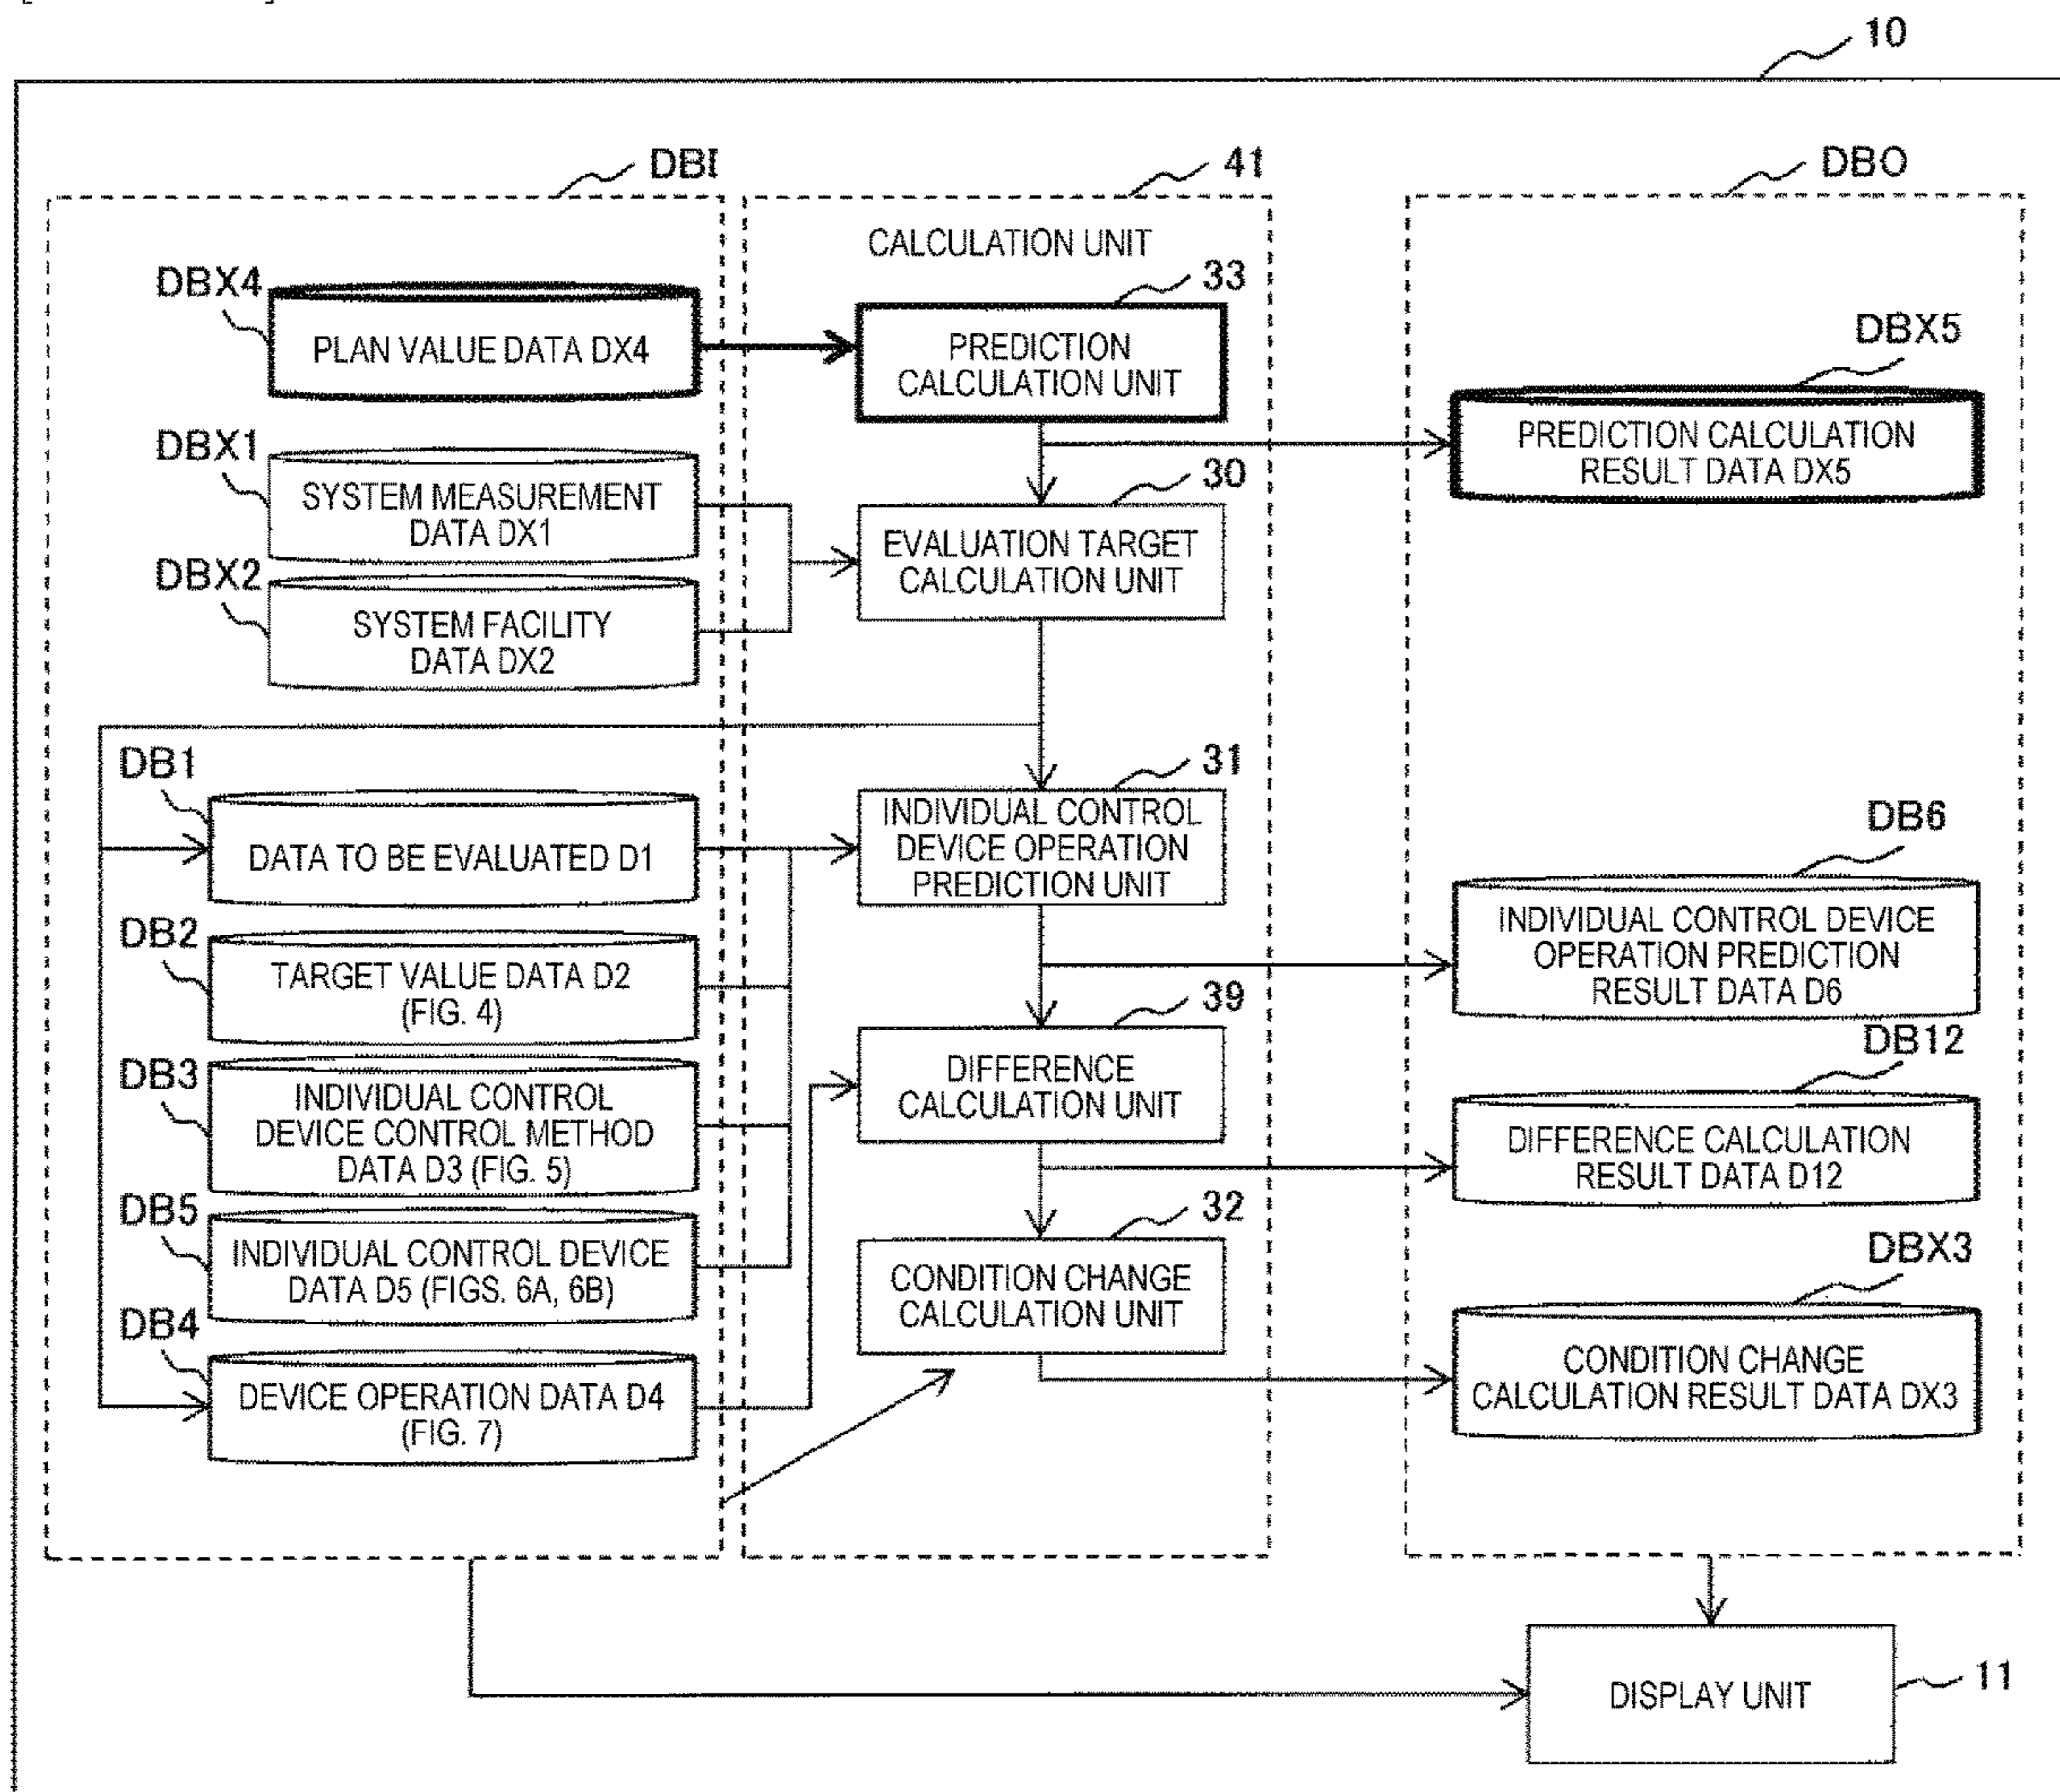 10
DBI
41
DBO
CALCULATION UNIT
DBX4
PLAN VALUE DATA DX4
33
PREDICTION
CALCULATION UNIT
DBX5
PREDICTION CALCULATION
RESULT DATA DX5
DBX1
SYSTEM MEASUREMENT
DATA DX1
30
EVALUATION TARGET
CALCULATION UNIT
DBX2
SYSTEM FACILITY
DATA DX2
DB1
DATA TO BE EVALUATED D1
31
INDIVIDUAL CONTROL
DEVICE OPERATION
PREDICTION UNIT
DB6
INDIVIDUAL CONTROL DEVICE
OPERATION PREDICTION
RESULT DATA D6
DB2
TARGET VALUE DATA D2
(FIG. 4)
39
DIFFERENCE
CALCULATION UNIT
DB12
DIFFERENCE CALCULATION
RESULT DATA D12
DB3
INDIVIDUAL CONTROL
DEVICE CONTROL METHOD
DATA D3 (FIG. 5)
DB5
INDIVIDUAL CONTROL DEVICE
DATA D5 (FIGS. 6A, 6B)
32
CONDITION CHANGE
CALCULATION UNIT
DBX3
CONDITION CHANGE
CALCULATION RESULT DATA DX3
DB4
DEVICE OPERATION DATA D4
(FIG. 7)
DISPLAY UNIT
11